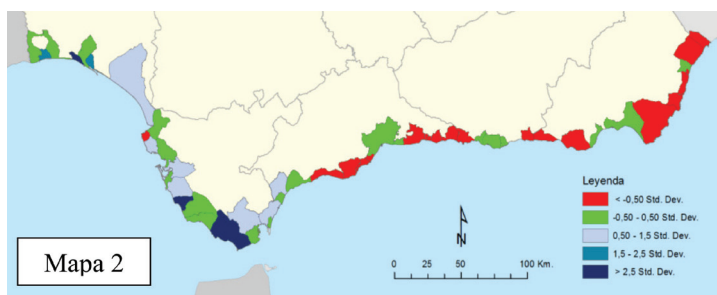 Mapa 2
Leyenda
< -0,50 Std. Dev.
-0,50 - 0,50 Std. Dev.
0,50 - 1,5 Std. Dev.
1,5 - 2,5 Std. Dev.
> 2,5 Std. Dev.
N
0 25 50 100 Km.